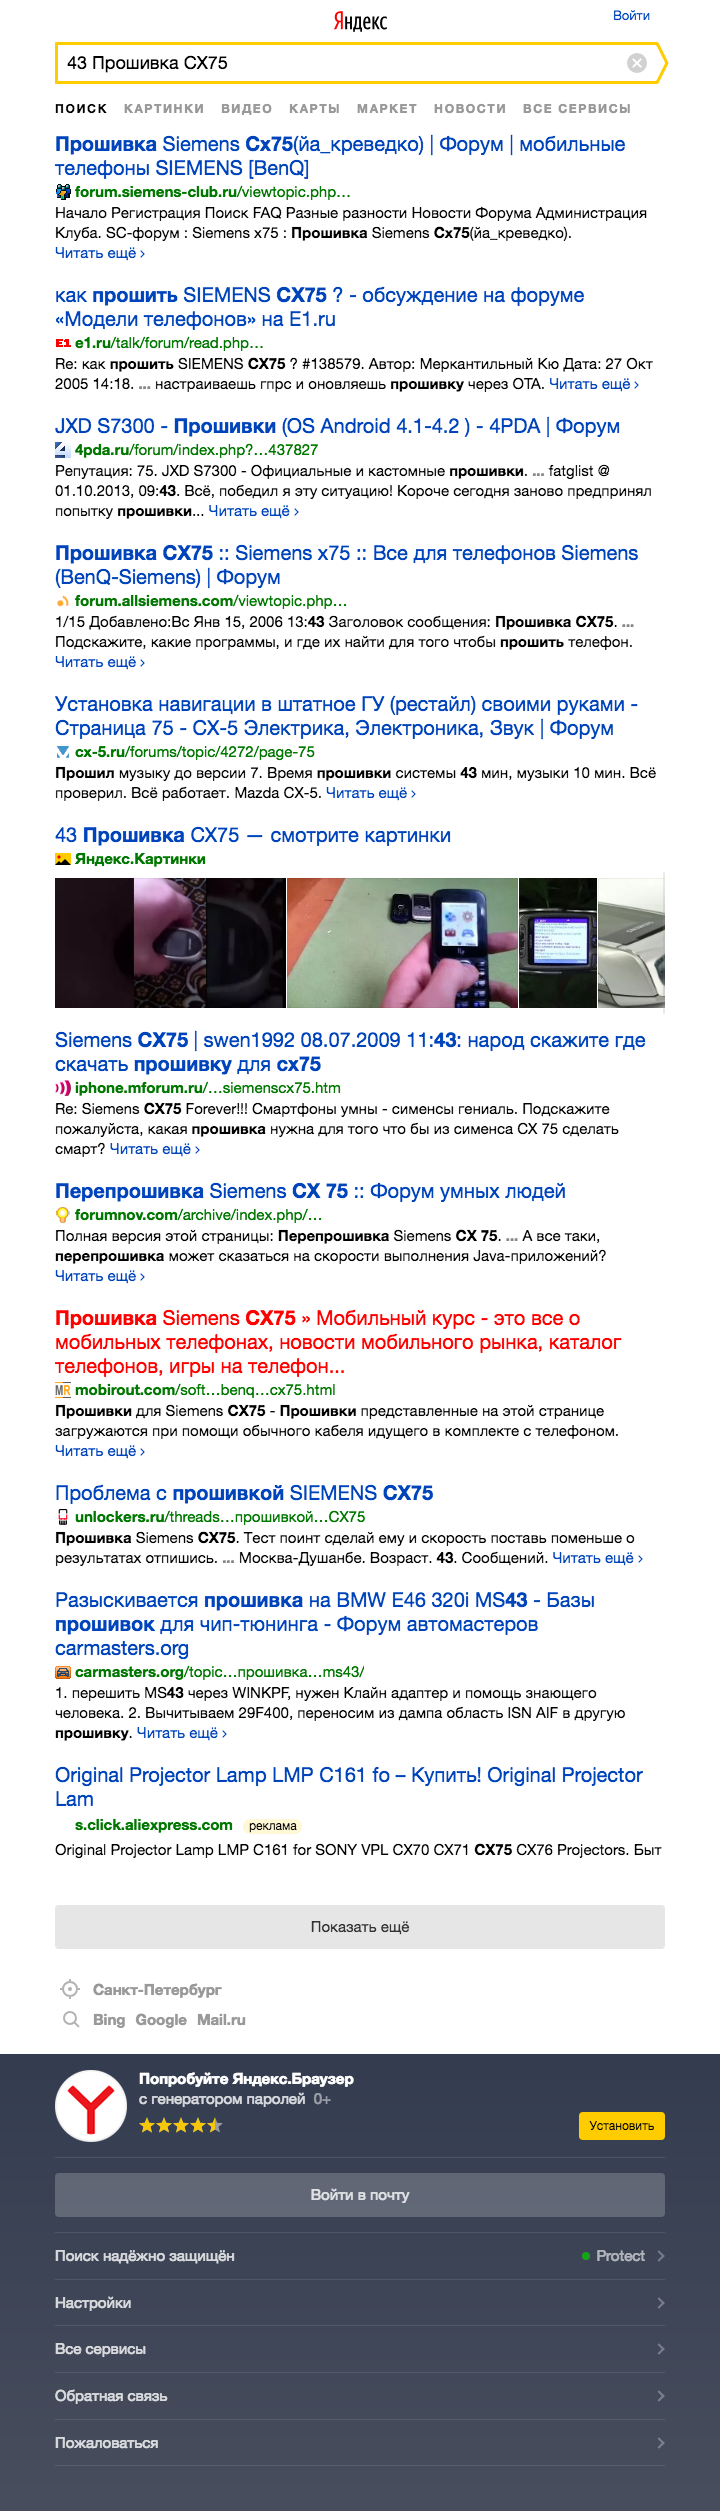 Яндекс
Войти
43 Прошивка CX75
ПОИСК КАРТИНКИ ВИДЕО КАРТЫ МАРКЕТ НОВОСТИ ВСЕ СЕРВИСЫ
Прошивка Siemens Cx75(йа_креведко) | Форум | мобильные
телефоны SIEMENS [BenQ]
forum.siemens-club.ru/viewtopic.php...
Начало Регистрация Поиск FAQ Разные разности Новости Форума Администрация
Клуба. SC-форум : Siemens x75 : Прошивка Siemens Cx75(йа_креведко).
Читать ещё ›
как прошить SIEMENS CX75 ? - обсуждение на форуме
«Модели телефонов» на E1.ru
E1 e1.ru/talk/forum/read.php...
Re: как прошить SIEMENS CX75 ? #138579. Автор: Меркантильный Кю Дата: 27 Окт
2005 14:18. ... настраиваешь гпрс и оновляешь прошивку через OTA. Читать ещё ›
JXD S7300 - Прошивки (OS Android 4.1-4.2 ) - 4PDA | Форум
4 4pda.ru/forum/index.php?...437827
Репутация: 75. JXD S7300 - Официальные и кастомные прошивки. ... fatglist @
01.10.2013, 09:43. Всё, победил я эту ситуацию! Короче сегодня заново предпринял
попытку прошивки... Читать ещё ›
Прошивка CX75 :: Siemens x75 :: Все для телефонов Siemens
(BenQ-Siemens) | Форум
forum.allsiemens.com/viewtopic.php...
1/15 Добавлено:Вс Янв 15, 2006 13:43 Заголовок сообщения: Прошивка CX75. ...
Подскажите, какие программы, и где их найти для того чтобы прошить телефон.
Читать ещё ›
Установка навигации в штатное ГУ (рестайл) своими руками -
Страница 75 - CX-5 Электрика, Электроника, Звук | Форум
cx-5.ru/forums/topic/4272/page-75
Прошил музыку до версии 7. Время прошивки системы 43 мин, музыки 10 мин. Всё
проверил. Всё работает. Mazda CX-5. Читать ещё ›
43 Прошивка CX75 — смотрите картинки
Яндекс.Картинки
Siemens CX75 | swen1992 08.07.2009 11:43: народ скажите где
скачать прошивку для cx75
iphone.mforum.ru/...siemenscx75.htm
Re: Siemens CX75 Forever!!! Смартфоны умны - сименсы гениаль. Подскажите
пожалуйста, какая прошивка нужна для того что бы из сименса CX 75 сделать
смарт? Читать ещё ›
Перепрошивка Siemens CX 75 :: Форум умных людей
forumnov.com/archive/index.php/...
Полная версия этой страницы: Перепрошивка Siemens CX 75. ... А все таки,
перепрошивка может сказаться на скорости выполнения Java-приложений?
Читать ещё ›
Прошивка Siemens CX75 » Мобильный курс - это все о
мобильных телефонах, новости мобильного рынка, каталог
телефонов, игры на телефон...
MR mobirout.com/soft...benq...cx75.html
Прошивки для Siemens CX75 - Прошивки представленные на этой странице
загружаются при помощи обычного кабеля идущего в комплекте с телефоном.
Читать ещё ›
Проблема с прошивкой SIEMENS CX75
unlockers.ru/threads...прошивкой...CX75
Прошивка Siemens CX75. Тест поинт сделай ему и скорость поставь поменьше о
результатах отпишись. ... Москва-Душанбе. Возраст. 43. Сообщений. Читать ещё ›
Разыскивается прошивка на BMW E46 320i MS43 - Базы
прошивок для чип-тюнинга - Форум автомастеров
carmasters.org
carmasters.org/topic...прошивка...ms43/
1. перешить MS43 через WINKPF, нужен Клайн адаптер и помощь знающего
человека. 2. Вычитываем 29F400, переносим из дампа область ISN AIF в другую
прошивку. Читать ещё ›
Original Projector Lamp LMP C161 fo – Купить! Original Projector
Lam
s.click.aliexpress.com реклама
Original Projector Lamp LMP C161 for SONY VPL CX70 CX71 CX75 CX76 Projectors. Быт
Показать ещё
Санкт-Петербург
Bing Google Mail.ru
Попробуйте Яндекс.Браузер
с генератором паролей 0+
Установить
Войти в почту
Поиск надёжно защищён Protect
Настройки
Все сервисы
Обратная связь
Пожаловаться